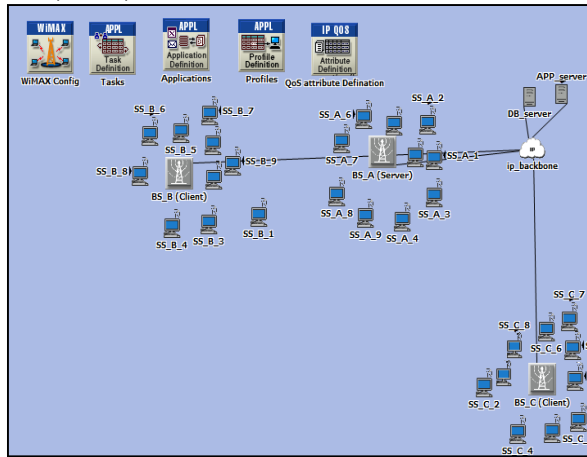 WiMAX
APPL
APPL
APPL
IP QOS
Task
Definition
Application
Definition
Profile
Definition
Attribute
Definition
WiMAX Config
Tasks
Applications
Profiles
QoS attribute Defination
APP_server
DB_server
ip_backbone
IP
SS_B_6
SS_B_7
SS_B_5
SS_B_8
SS_B_9
BS_B (Client)
SS_B_4
SS_B_3
SS_B_1
SS_A_2
SS_A_6
SS_A_7
SS_A_1
BS_A (Server)
SS_A_8
SS_A_3
SS_A_9
SS_A_4
SS_C_7
SS_C_8
SS_C_6
SS_C_2
BS_C (Client)
SS_C_4